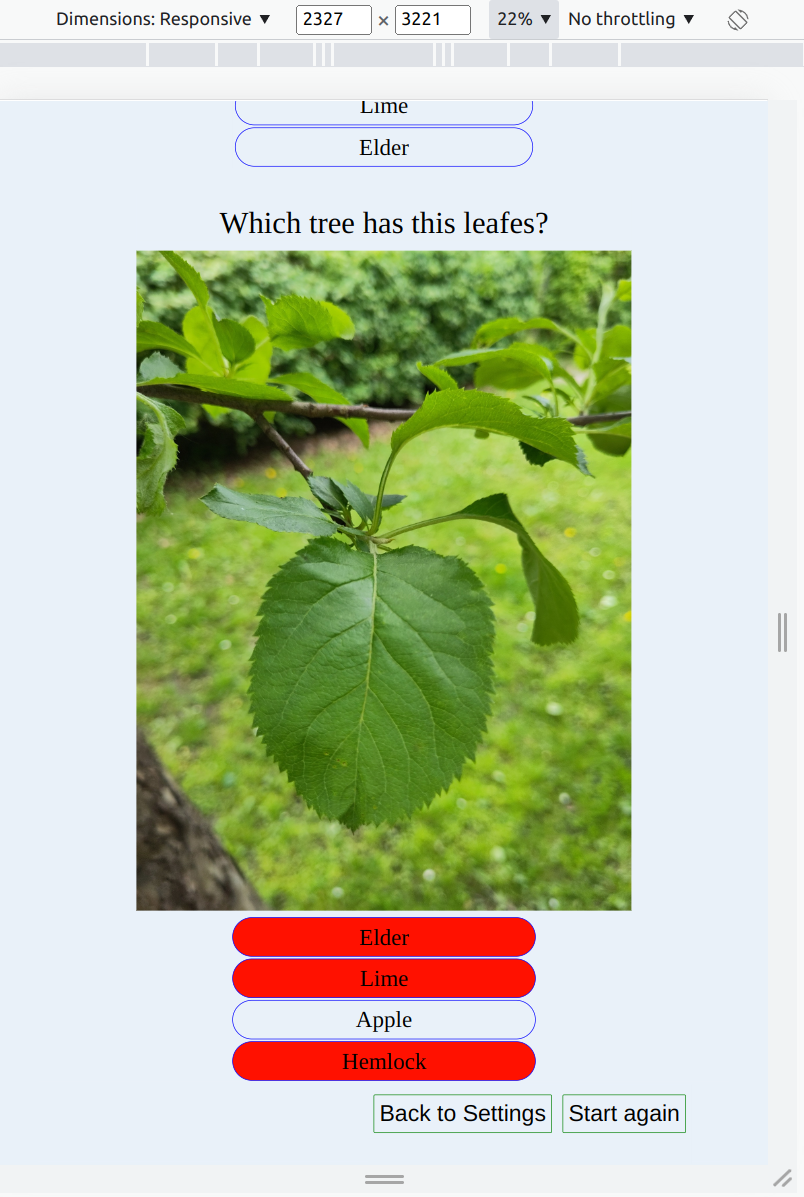 Dimensions: Responsive ▼ 2327 × 3221 22% ▼ No throttling ▼
Lime
Elder
Which tree has this leafes?
Elder
Lime
Apple
Hemlock
Back to Settings Start again